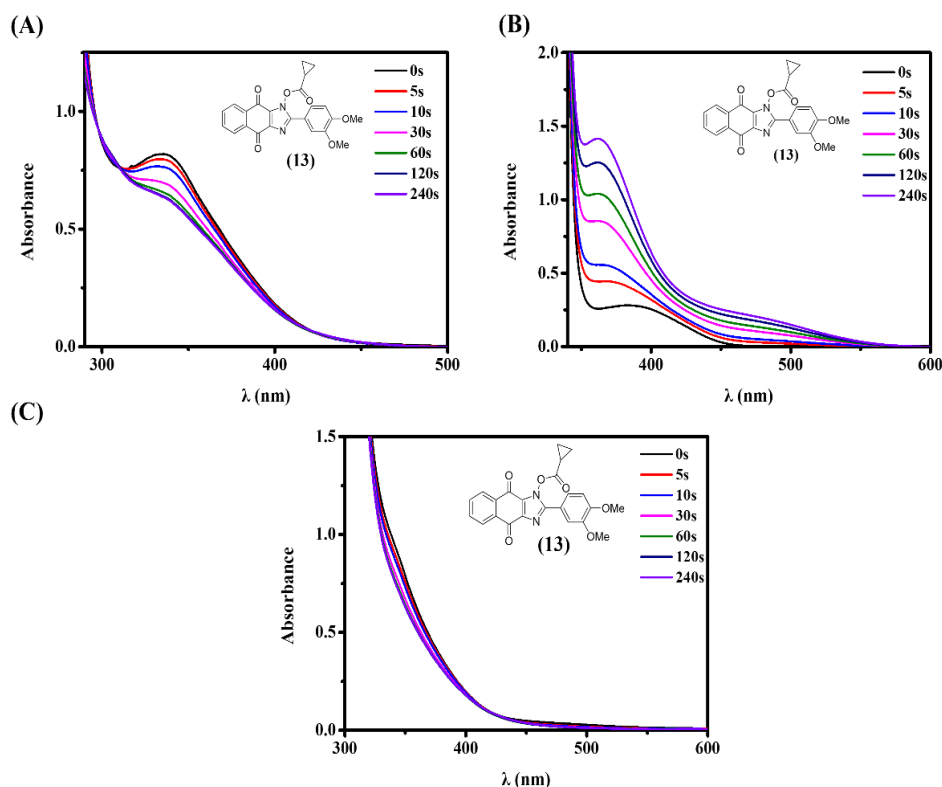 (A)
Absorbance
1.0
0.5
0.0
300
400
500
λ (nm)
O
O
N
N
O
O
OMe
OMe
(13)
0s
5s
10s
30s
60s
120s
240s
(B)
Absorbance
2.0
1.5
1.0
0.5
0.0
400
500
600
λ (nm)
O
O
N
N
O
O
OMe
OMe
(13)
0s
5s
10s
30s
60s
120s
240s
(C)
Absorbance
1.5
1.0
0.5
0.0
300
400
500
600
λ (nm)
O
O
N
N
O
O
OMe
OMe
(13)
0s
5s
10s
30s
60s
120s
240s